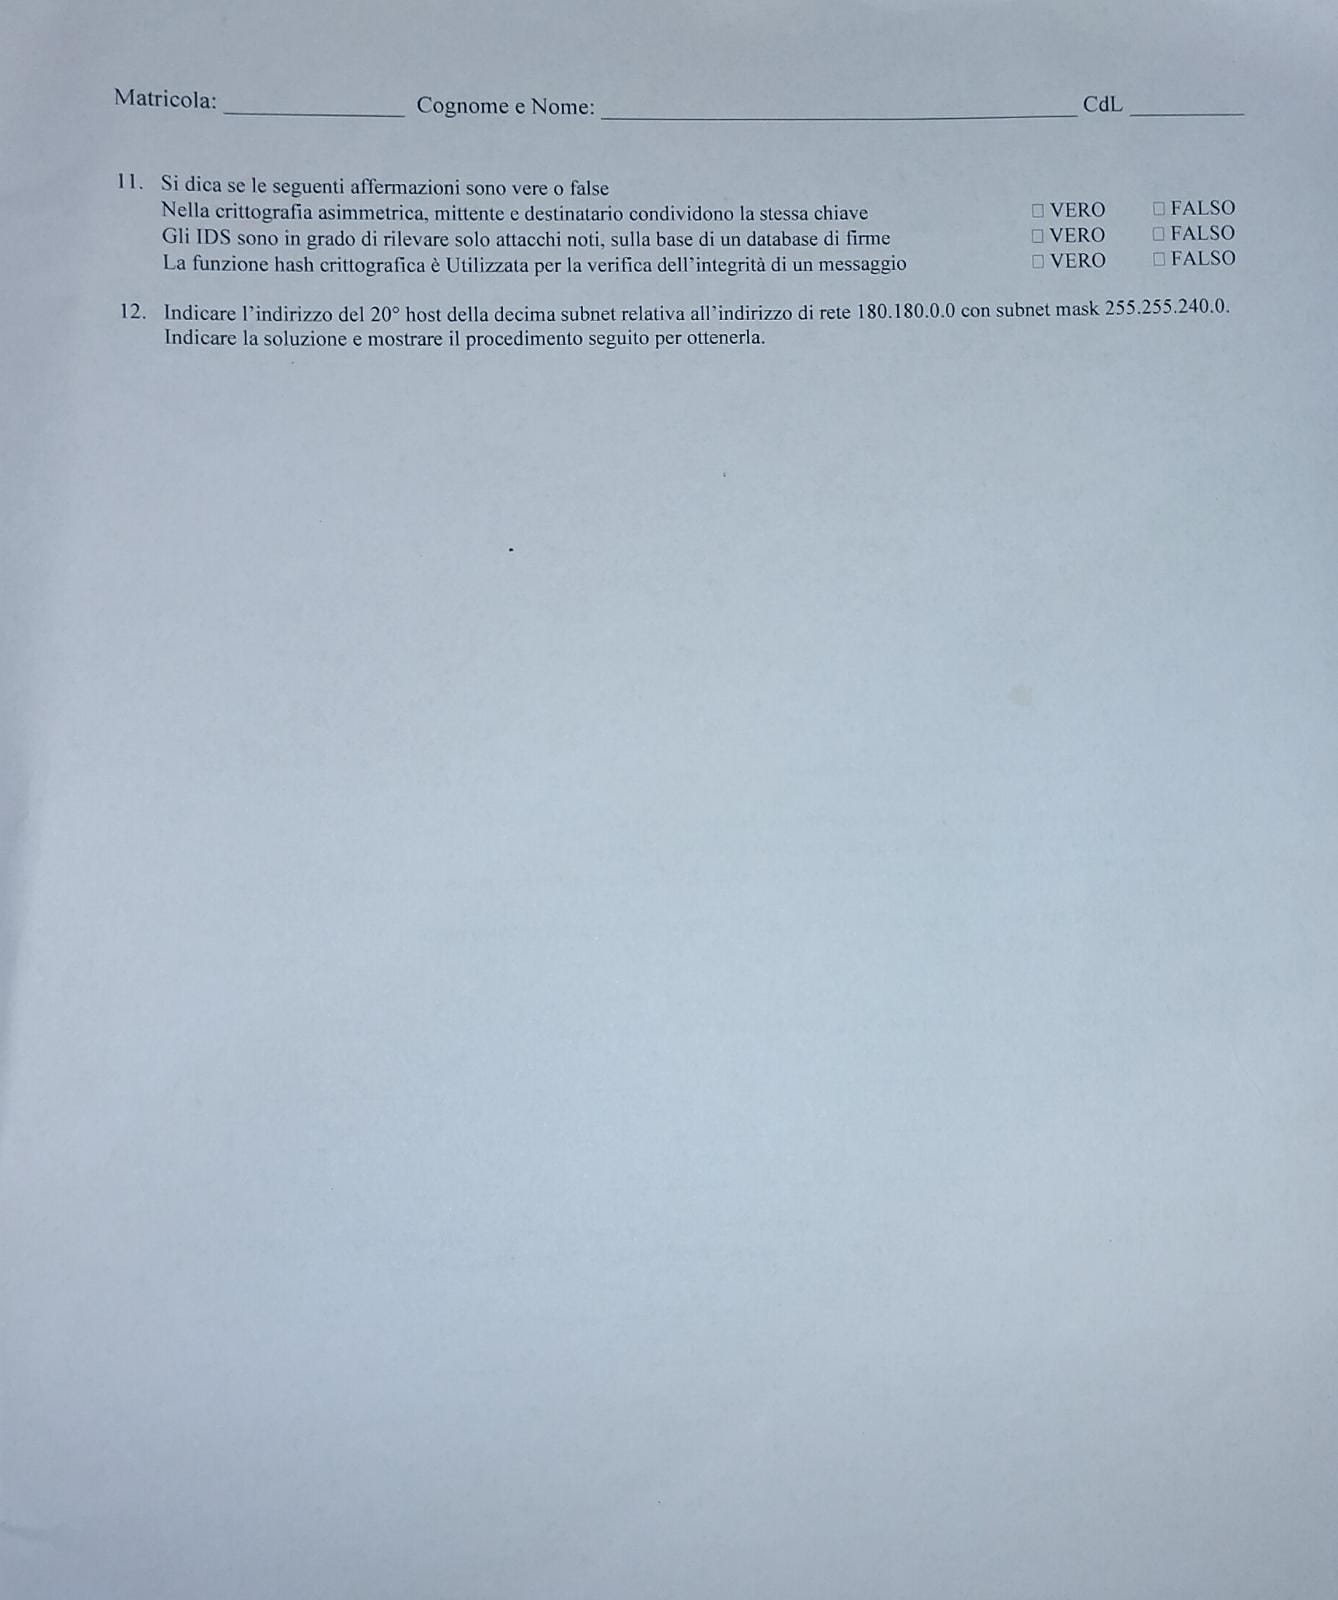 Matricola: ______________ Cognome e Nome: ______________________________________ CdL _________
11. Si dica se le seguenti affermazioni sono vere o false
Nella crittografia asimmetrica, mittente e destinatario condividono la stessa chiave □ VERO □ FALSO
Gli IDS sono in grado di rilevare solo attacchi noti, sulla base di un database di firme □ VERO □ FALSO
La funzione hash crittografica è Utilizzata per la verifica dell'integrità di un messaggio □ VERO □ FALSO
12. Indicare l'indirizzo del 20° host della decima subnet relativa all'indirizzo di rete 180.180.0.0 con subnet mask 255.255.240.0.
Indicare la soluzione e mostrare il procedimento seguito per ottenerla.